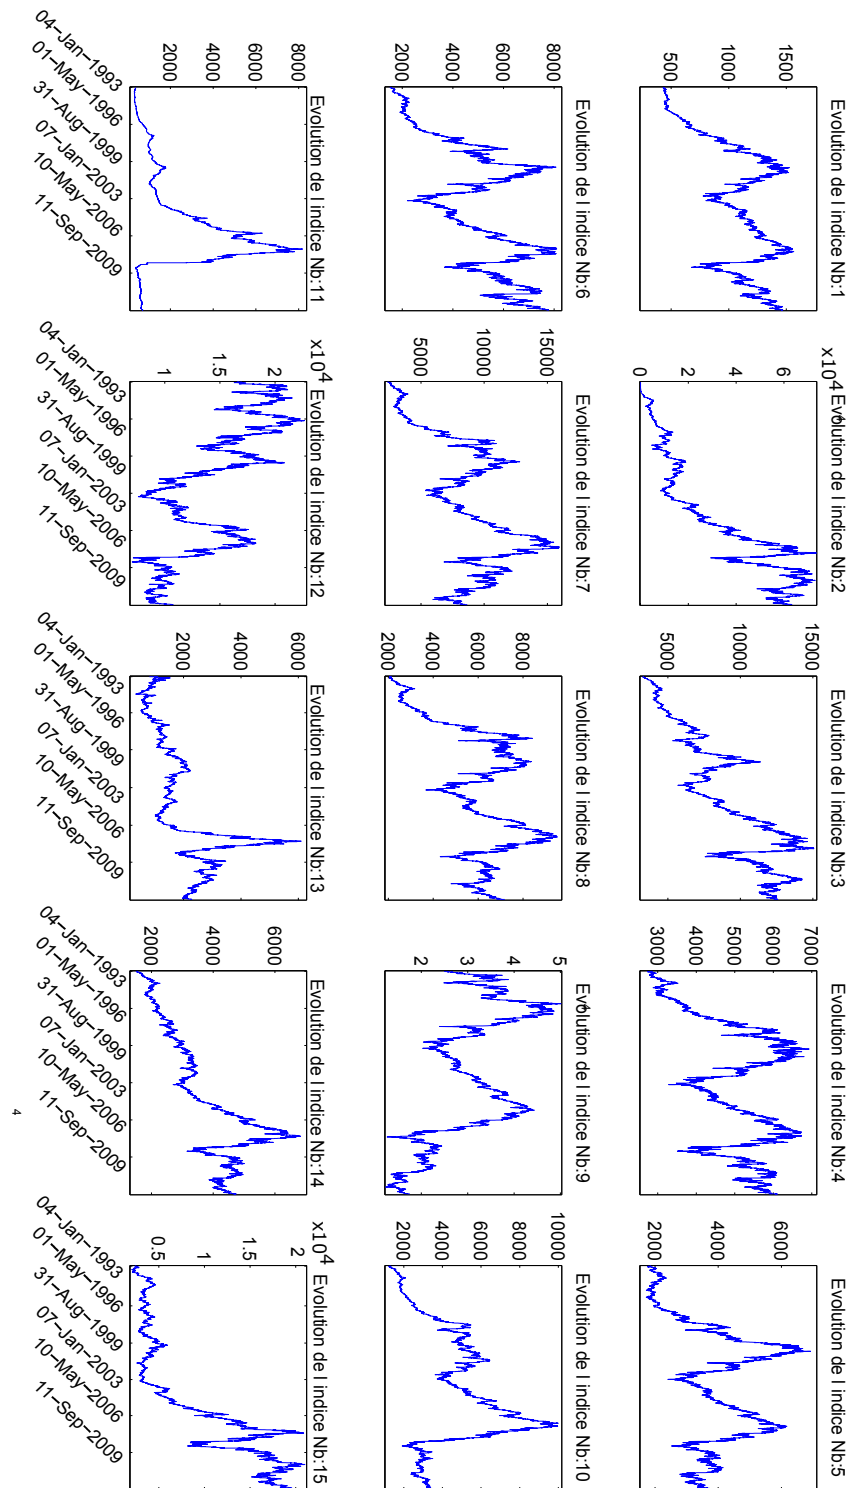 Evolution de l indice Nb:1
1500
1000
500
x10⁴
Evolution de l indice Nb:2
6
4
2
0
Evolution de l indice Nb:3
15000
10000
5000
Evolution de l indice Nb:4
7000
6000
5000
4000
3000
Evolution de l indice Nb:5
6000
4000
2000
Evolution de l indice Nb:6
8000
6000
4000
2000
Evolution de l indice Nb:7
15000
10000
5000
Evolution de l indice Nb:8
8000
6000
4000
2000
Evolution de l indice Nb:9
5
4
3
2
Evolution de l indice Nb:10
10000
8000
6000
4000
2000
Evolution de l indice Nb:11
8000
6000
4000
2000
04−Jan−1993
01−May−1996
31−Aug−1999
07−Jan−2003
10−May−2006
11−Sep−2009
x10⁴
Evolution de l indice Nb:12
2
1.5
1
04−Jan−1993
01−May−1996
31−Aug−1999
07−Jan−2003
10−May−2006
11−Sep−2009
Evolution de l indice Nb:13
6000
4000
2000
04−Jan−1993
01−May−1996
31−Aug−1999
07−Jan−2003
10−May−2006
11−Sep−2009
Evolution de l indice Nb:14
6000
4000
2000
04−Jan−1993
01−May−1996
31−Aug−1999
07−Jan−2003
10−May−2006
11−Sep−2009
x10⁴
Evolution de l indice Nb:15
2
1.5
1
0.5
04−Jan−1993
01−May−1996
31−Aug−1999
07−Jan−2003
10−May−2006
11−Sep−2009
4